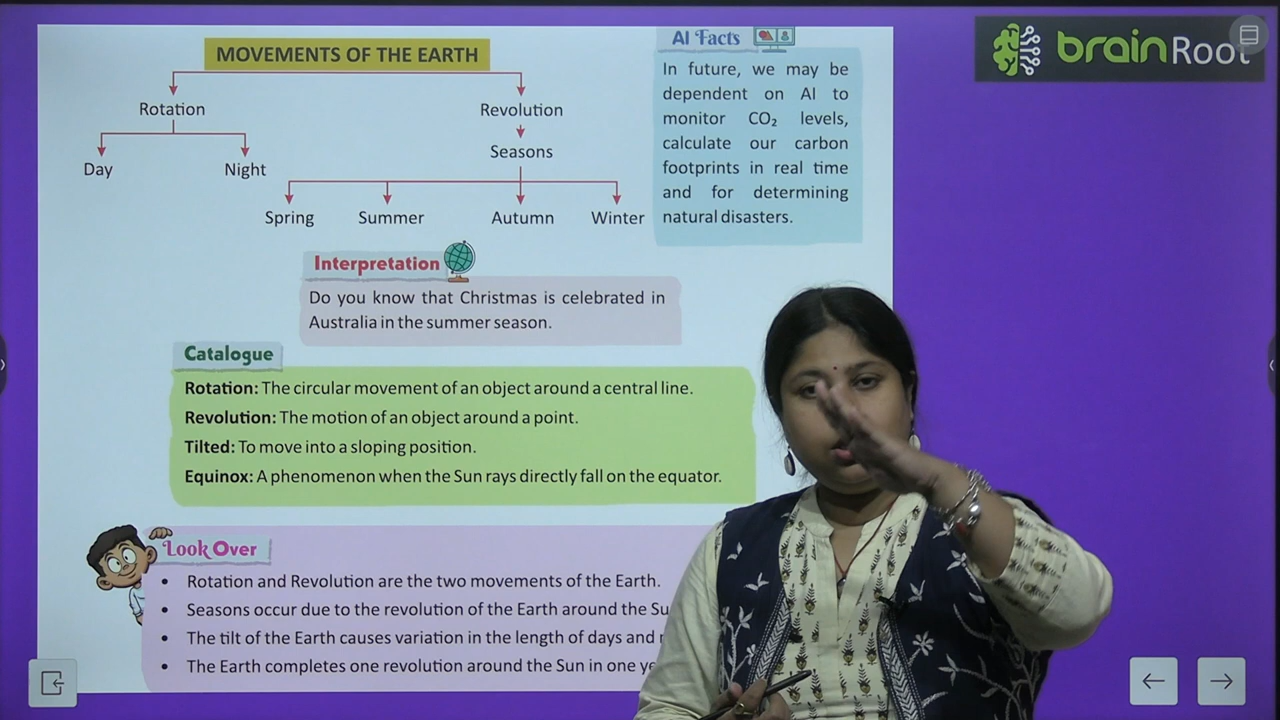 MOVEMENTS OF THE EARTH
Rotation
Revolution
Day
Night
Seasons
Spring
Summer
Autumn
Winter
AI Facts
In future, we may be
dependent on AI to
monitor CO₂ levels,
calculate our carbon
footprints in real time
and for determining
natural disasters.
brainRoot
Interpretation
Do you know that Christmas is celebrated in
Australia in the summer season.
Catalogue
Rotation: The circular movement of an object around a central line.
Revolution: The motion of an object around a point.
Tilted: To move into a sloping position.
Equinox: A phenomenon when the Sun rays directly fall on the equator.
Look Over
• Rotation and Revolution are the two movements of the Earth.
• Seasons occur due to the revolution of the Earth around the Su
• The tilt of the Earth causes variation in the length of days and
• The Earth completes one revolution around the Sun in one ye